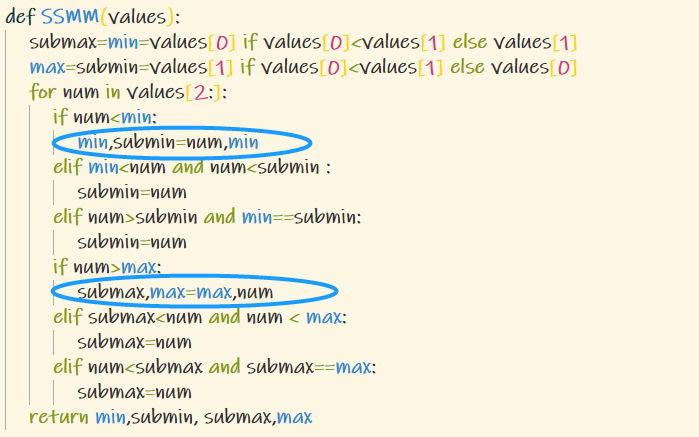 def SSMM(values):
submax=min=values[0] if values[0]<values[1] else values[1]
max=submin=values[1] if values[0]<values[1] else values[0]
for num in values[2:]:
if num<min:
min,submin=num,min
elif min<num and num<submin :
submin=num
elif num>submin and min==submin:
submin=num
if num>max:
submax,max=max,num
elif submax<num and num < max:
submax=num
elif num<submax and submax==max:
submax=num
return min,submin, submax,max